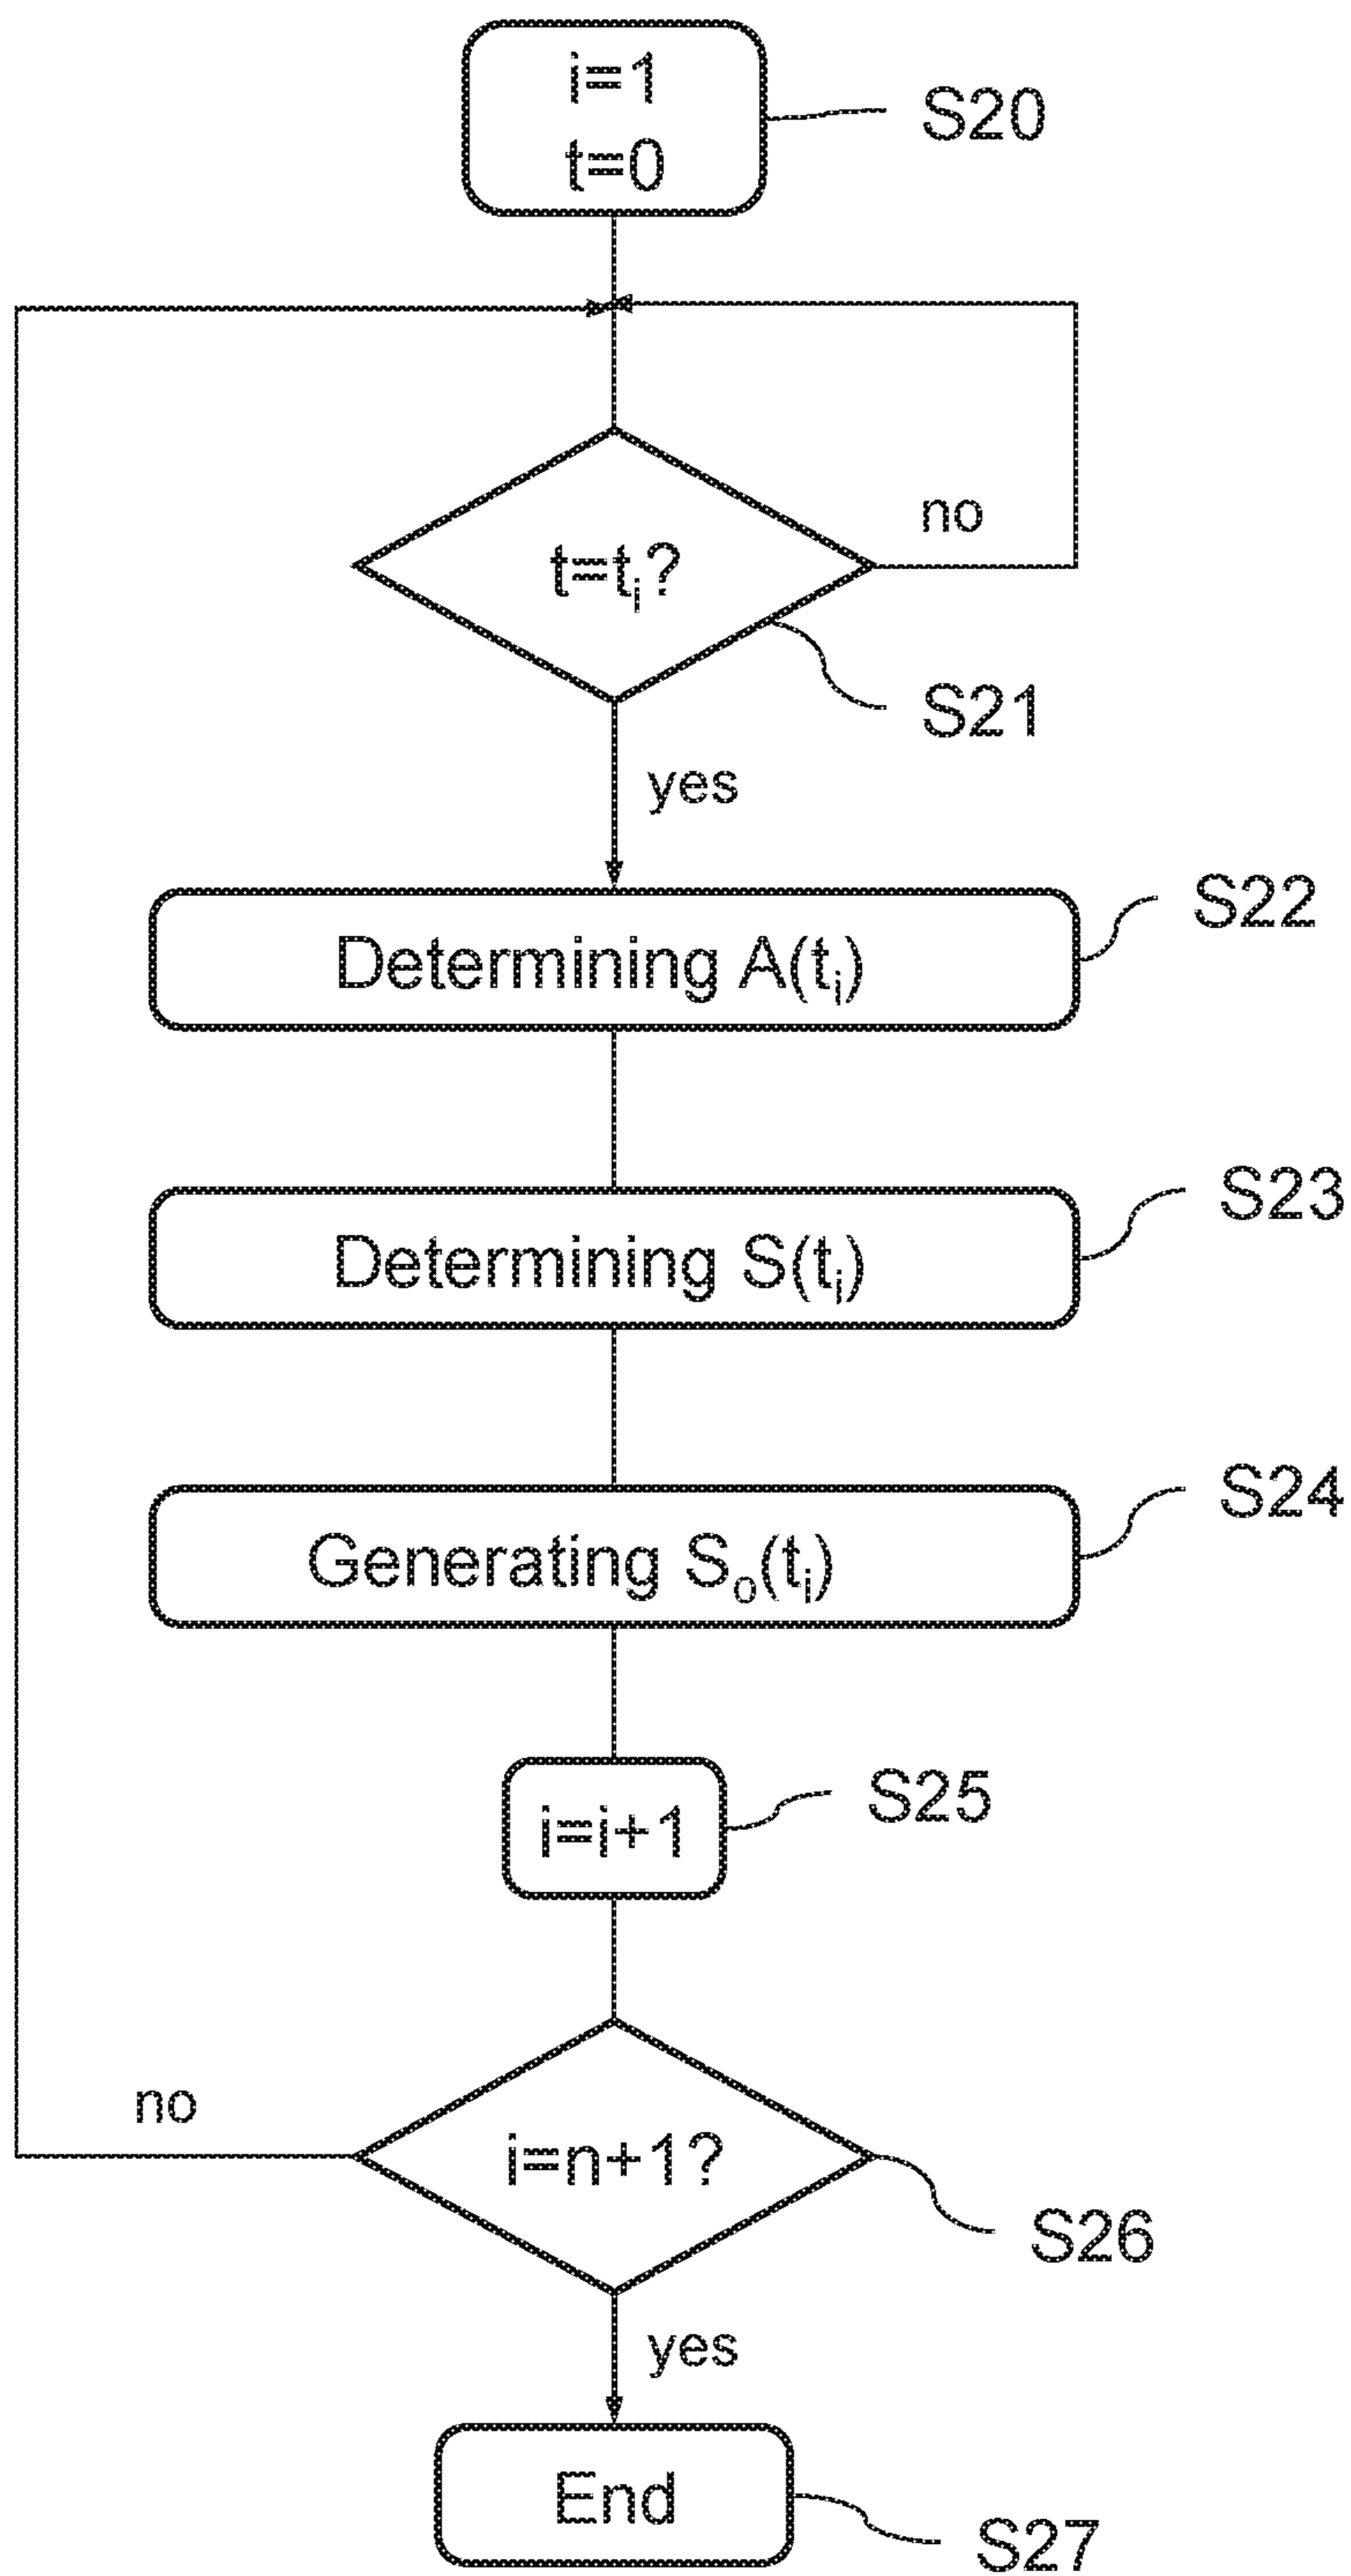 i=1
t=0
S20
no
t=tᵢ?
S21
yes
S22
Determining A(tᵢ)
S23
Determining S(tᵢ)
S24
Generating Sₒ(tᵢ)
S25
i=i+1
no
i=n+1?
S26
yes
End
S27